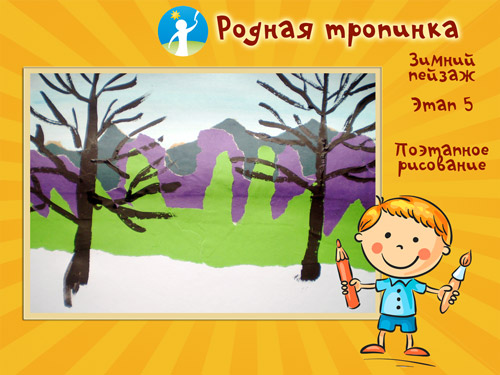 Родная тропинка
Зимний
пейзаж
Этап 5
Поэтапное
рисование